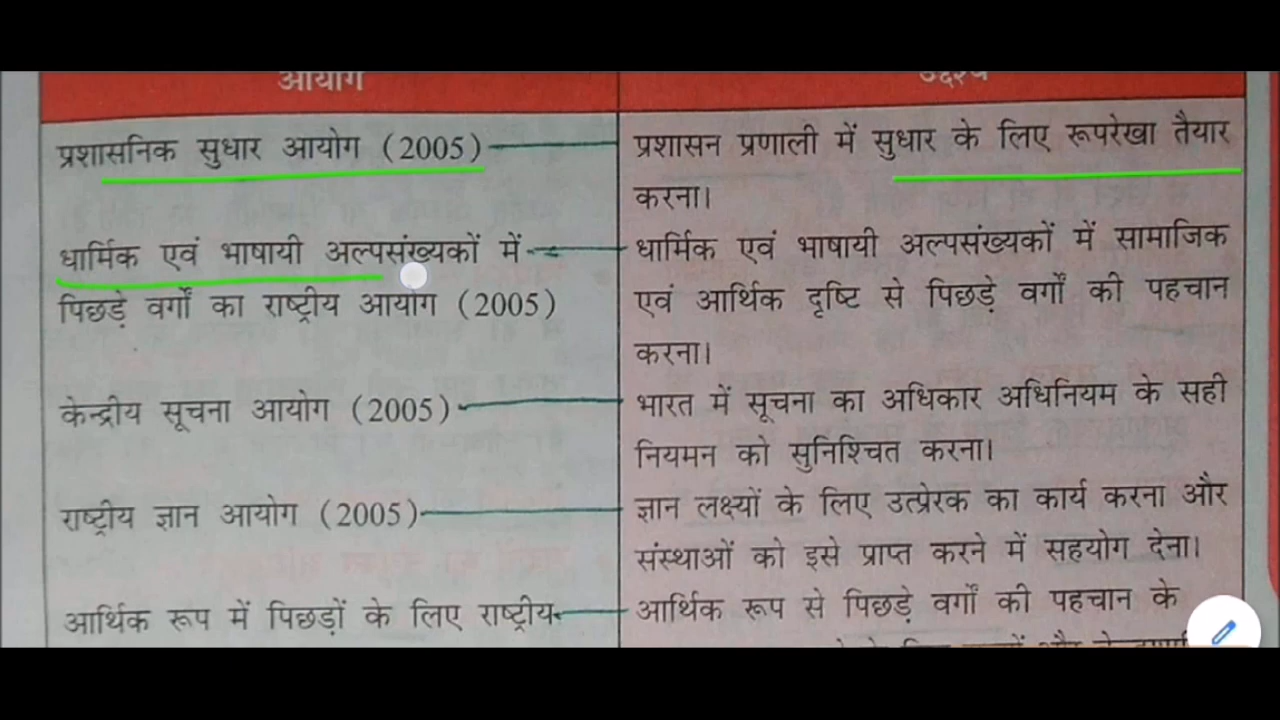 आयोग
उद्देश्य
प्रशासनिक सुधार आयोग (2005)
प्रशासन प्रणाली में सुधार के लिए रूपरेखा तैयार
करना।
धार्मिक एवं भाषायी अल्पसंख्यकों में
पिछड़े वर्गों का राष्ट्रीय आयोग (2005)
धार्मिक एवं भाषायी अल्पसंख्यकों में सामाजिक
एवं आर्थिक दृष्टि से पिछड़े वर्गों की पहचान
करना।
केन्द्रीय सूचना आयोग (2005)
भारत में सूचना का अधिकार अधिनियम के सही
नियमन को सुनिश्चित करना।
राष्ट्रीय ज्ञान आयोग (2005)
ज्ञान लक्ष्यों के लिए उत्प्रेरक का कार्य करना और
संस्थाओं को इसे प्राप्त करने में सहयोग देना।
आर्थिक रूप में पिछड़ों के लिए राष्ट्रीय
आर्थिक रूप से पिछड़े वर्गों की पहचान के